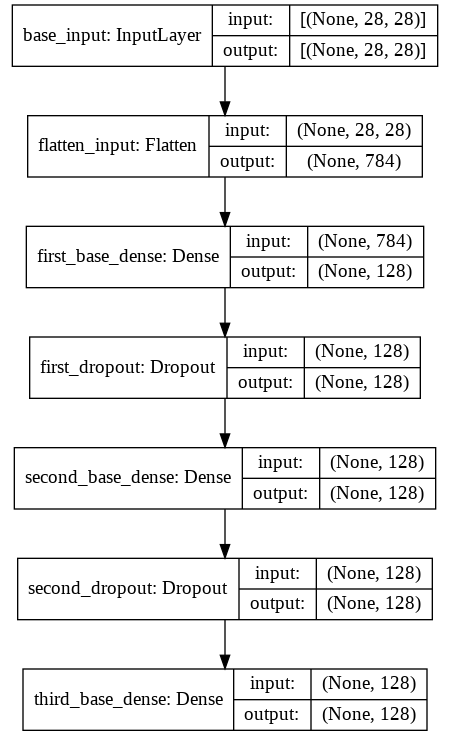 base_input: InputLayer
input: [(None, 28, 28)]
output: [(None, 28, 28)]
flatten_input: Flatten
input: (None, 28, 28)
output: (None, 784)
first_base_dense: Dense
input: (None, 784)
output: (None, 128)
first_dropout: Dropout
input: (None, 128)
output: (None, 128)
second_base_dense: Dense
input: (None, 128)
output: (None, 128)
second_dropout: Dropout
input: (None, 128)
output: (None, 128)
third_base_dense: Dense
input: (None, 128)
output: (None, 128)